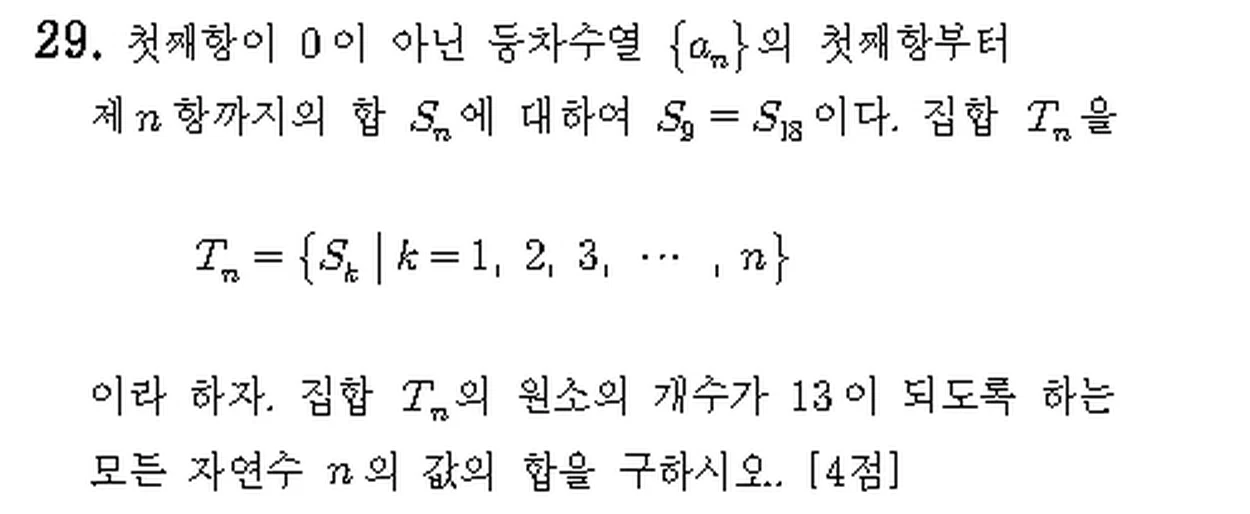 29. 첫째항이 0이 아닌 등차수열 {aₙ}의 첫째항부터
제n항까지의 합 Sₙ에 대하여 S₉ = S₁₈이다. 집합 Tₙ을
Tₙ = {Sₖ | k = 1, 2, 3, ⋯ , n}
이라 하자. 집합 Tₙ의 원소의 개수가 13이 되도록 하는
모든 자연수 n의 값의 합을 구하시오. [4점]